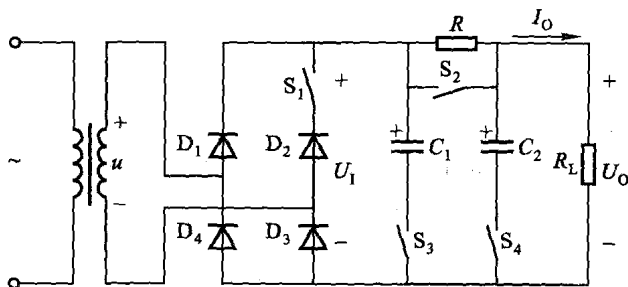 R
I_O
S_1
+
S_2
+
+
D_1
D_2
+
+
~
u
U_I
C_1
C_2
R_L
U_O
−
D_4
D_3
−
S_3
S_4
−